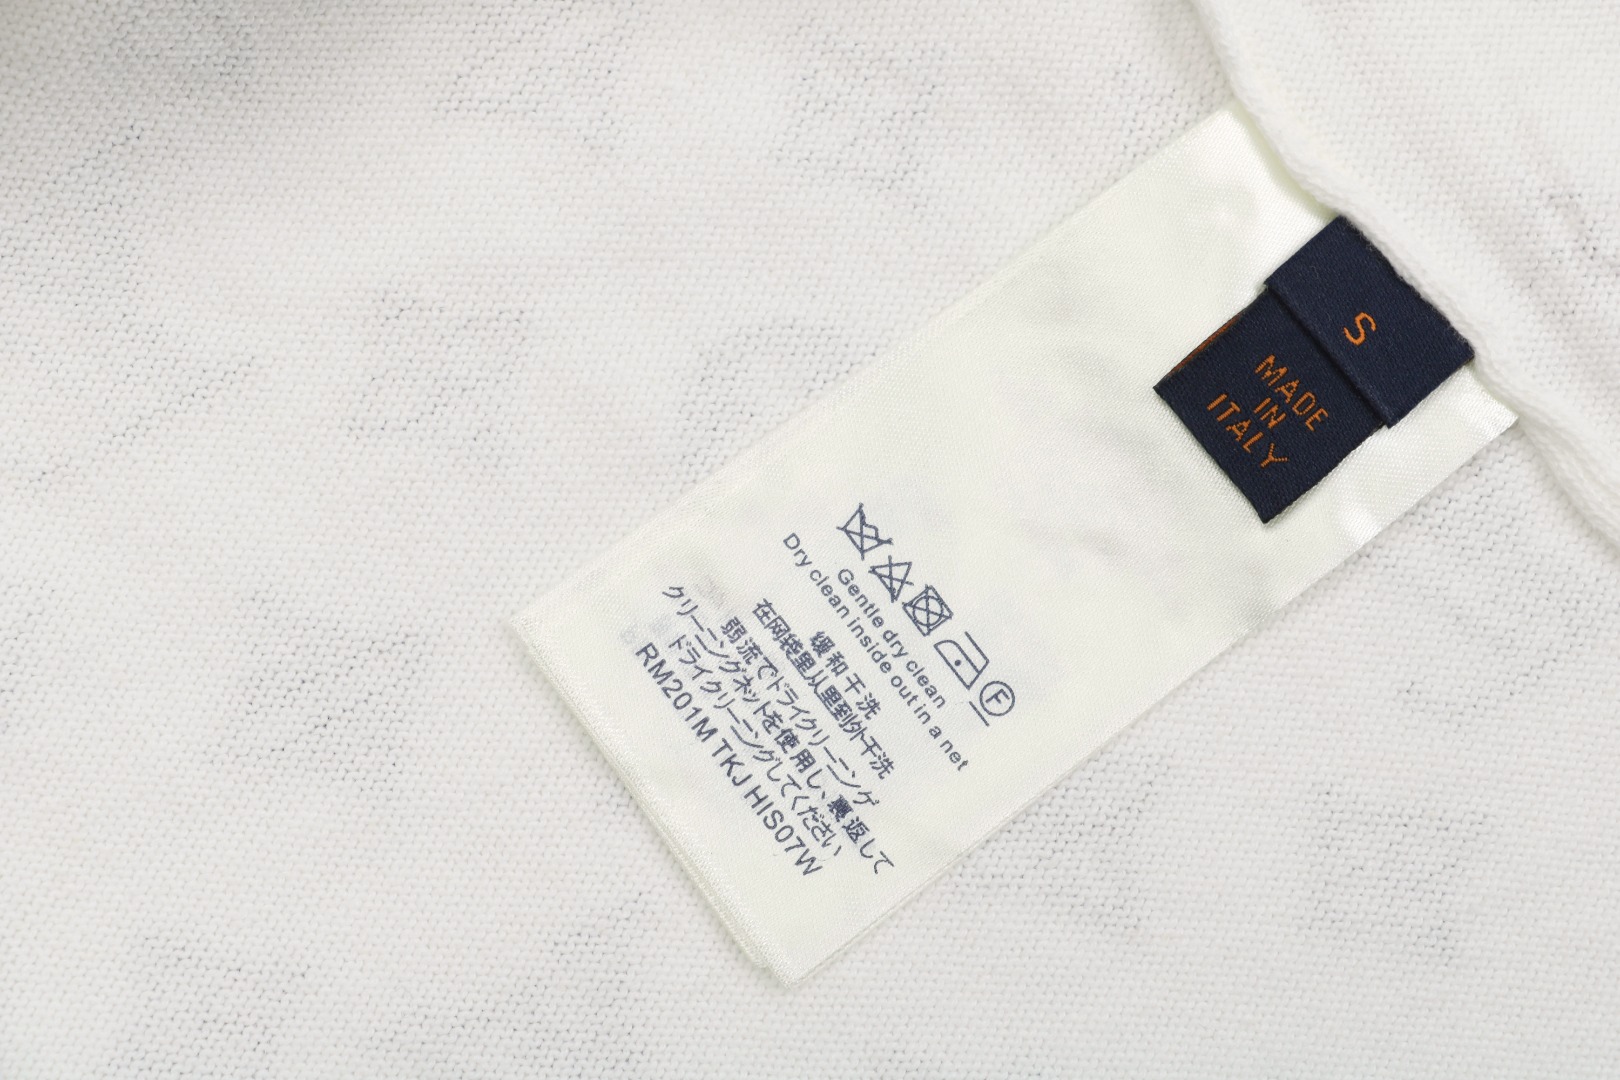 S
MADE
IN
ITALY
F
Gentle dry clean
Dry clean inside out in a net
缓和干洗
在网袋里从里到外干洗
弱流でドライクリーニング
クリーニングネットを使用し、裏返して
ドライクリーニングしてください
RM201M TKJ HIS07W